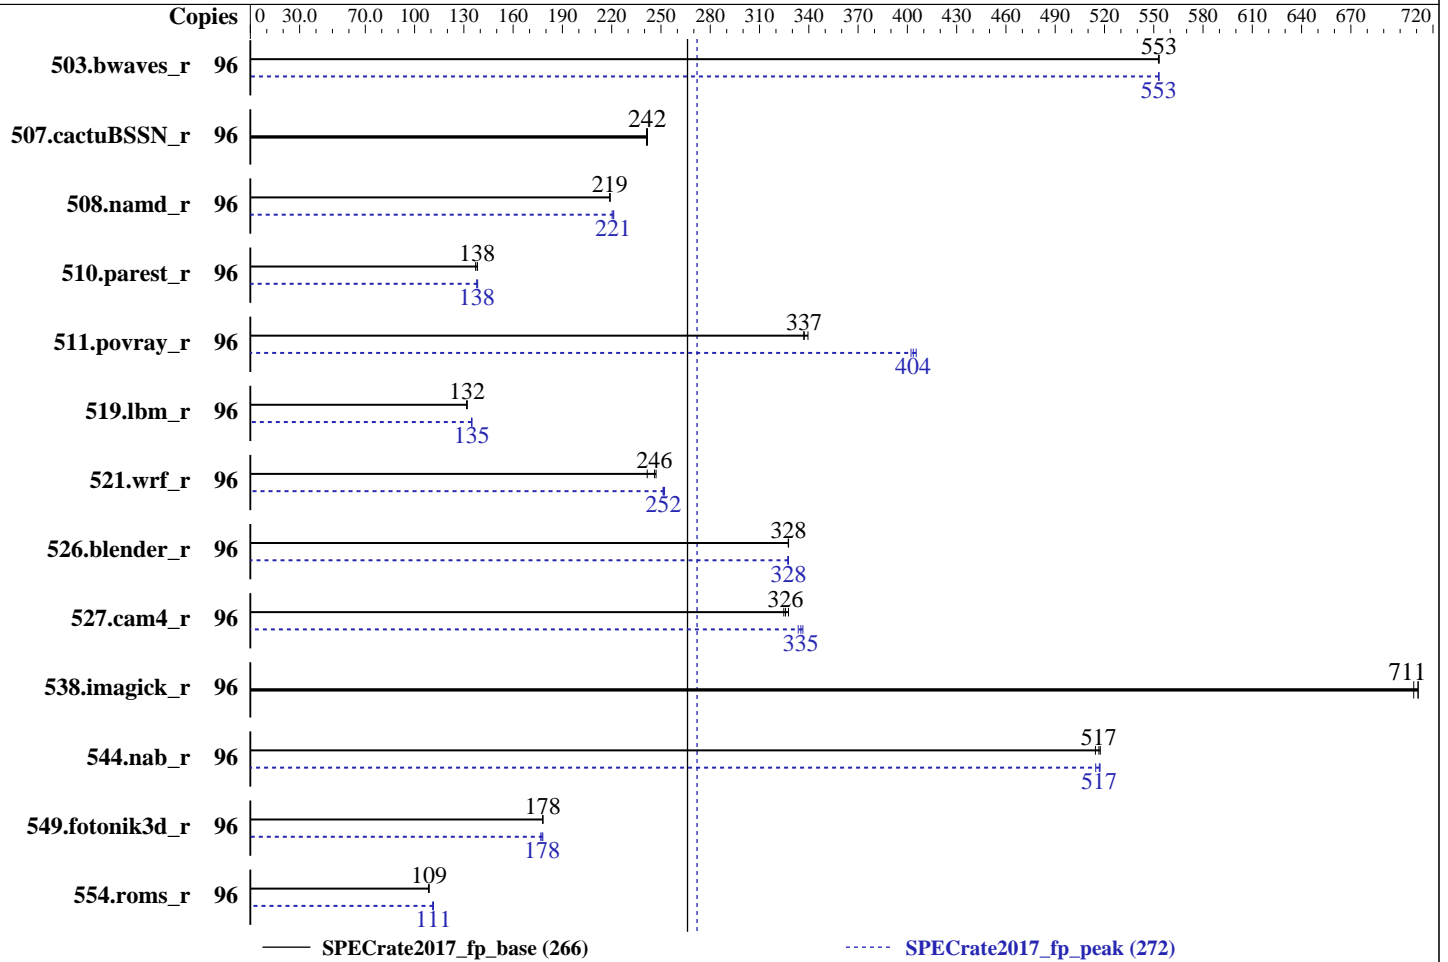 Copies 0 30.0 70.0 100 130 160 190 220 250 280 310 340 370 400 430 460 490 520 550 580 610 640 670 720
553
503.bwaves_r 96
553
242
507.cactuBSSN_r 96
219
508.namd_r 96
221
138
510.parest_r 96
138
337
511.povray_r 96
404
132
519.lbm_r 96
135
246
521.wrf_r 96
252
328
526.blender_r 96
328
326
527.cam4_r 96
335
711
538.imagick_r 96
517
544.nab_r 96
517
178
549.fotonik3d_r 96
178
109
554.roms_r 96
111
SPECrate2017_fp_base (266) SPECrate2017_fp_peak (272)